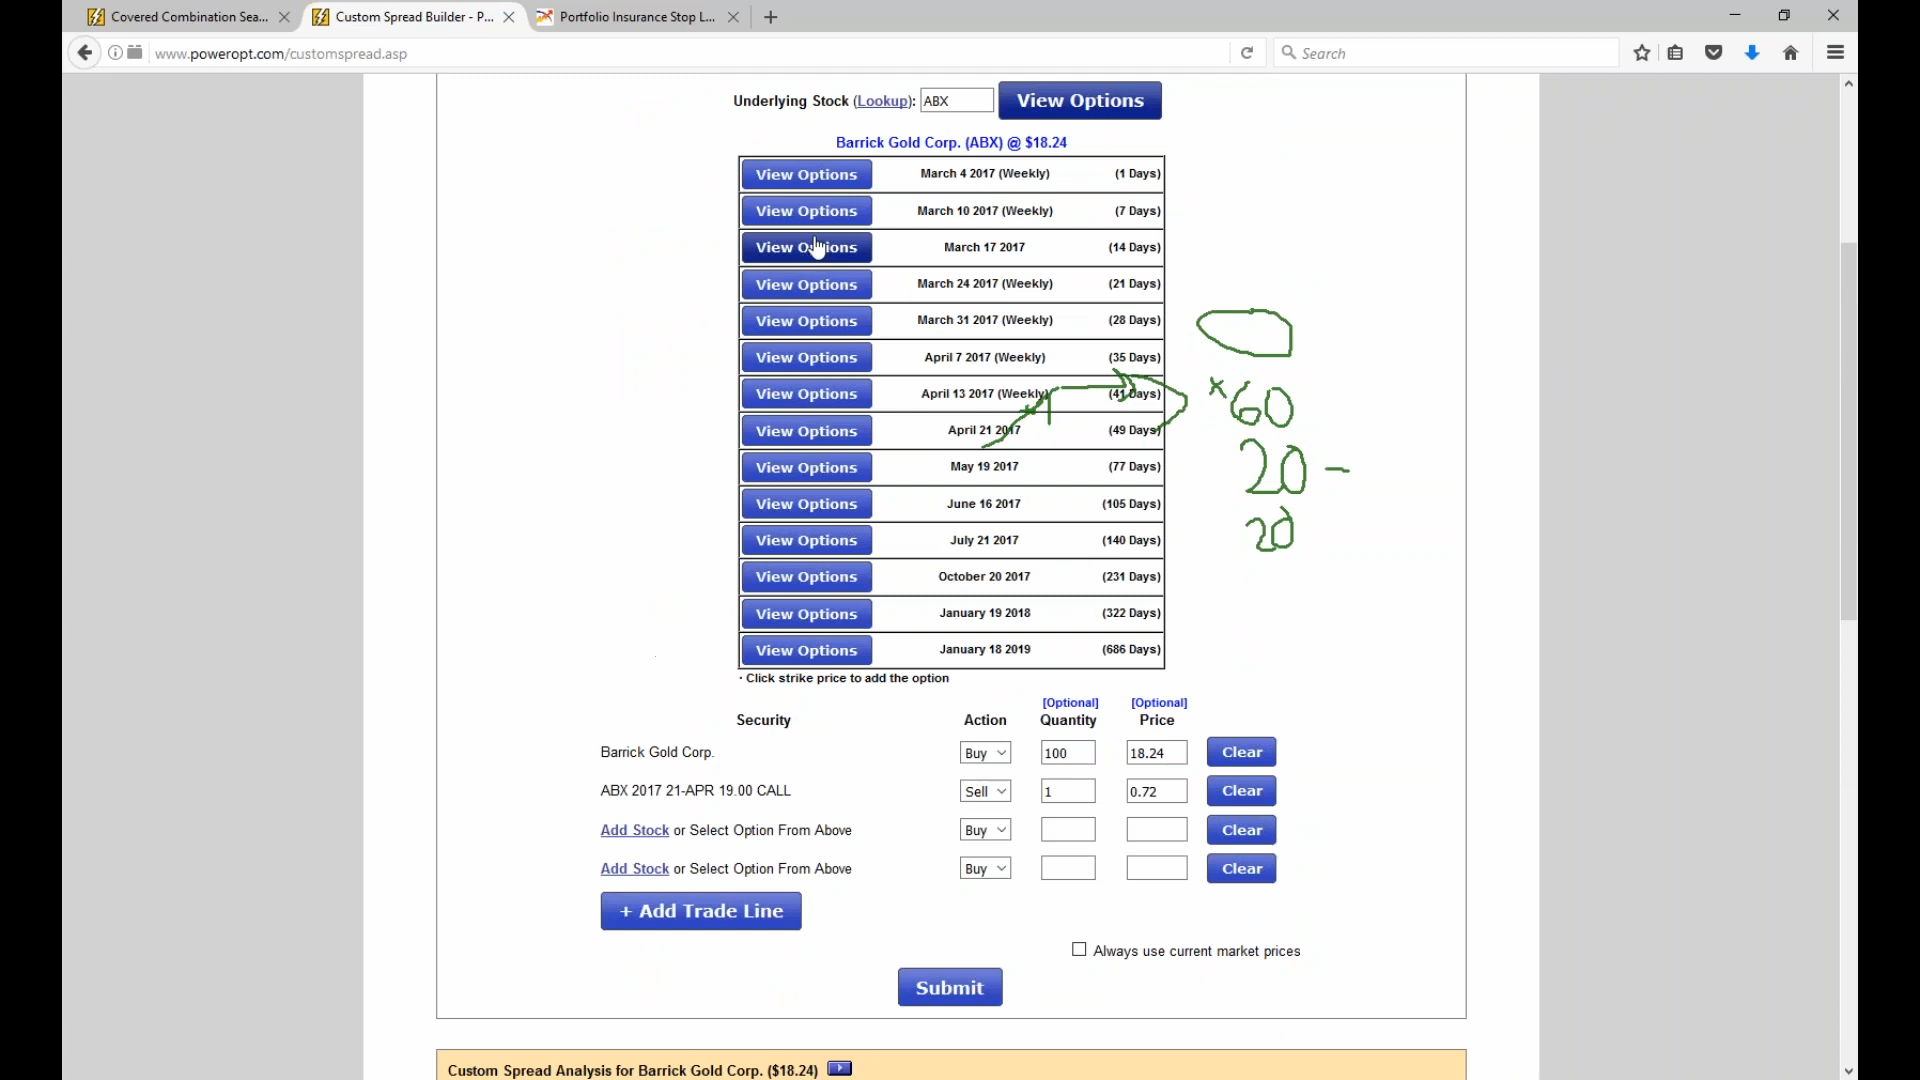 Covered Combination Sea... Custom Spread Builder - P... Portfolio Insurance Stop L...
www.poweropt.com/customspread.asp Search
Underlying Stock (Lookup): ABX View Options
Barrick Gold Corp. (ABX) @ $18.24
View Options March 4 2017 (Weekly) (1 Days)
View Options March 10 2017 (Weekly) (7 Days)
View Options March 17 2017 (14 Days)
View Options March 24 2017 (Weekly) (21 Days)
View Options March 31 2017 (Weekly) (28 Days)
View Options April 7 2017 (Weekly) (35 Days)
View Options April 13 2017 (Weekly) (41 Days)
x60
View Options April 21 2017 (49 Days)
View Options May 19 2017 (77 Days)
20 -
View Options June 16 2017 (105 Days)
20
View Options July 21 2017 (140 Days)
View Options October 20 2017 (231 Days)
View Options January 19 2018 (322 Days)
View Options January 18 2019 (686 Days)
· Click strike price to add the option
[Optional] [Optional]
Security Action Quantity Price
Barrick Gold Corp. Buy 100 18.24 Clear
ABX 2017 21-APR 19.00 CALL Sell 1 0.72 Clear
Add Stock or Select Option From Above Buy Clear
Add Stock or Select Option From Above Buy Clear
+ Add Trade Line
Always use current market prices
Submit
Custom Spread Analysis for Barrick Gold Corp. ($18.24)